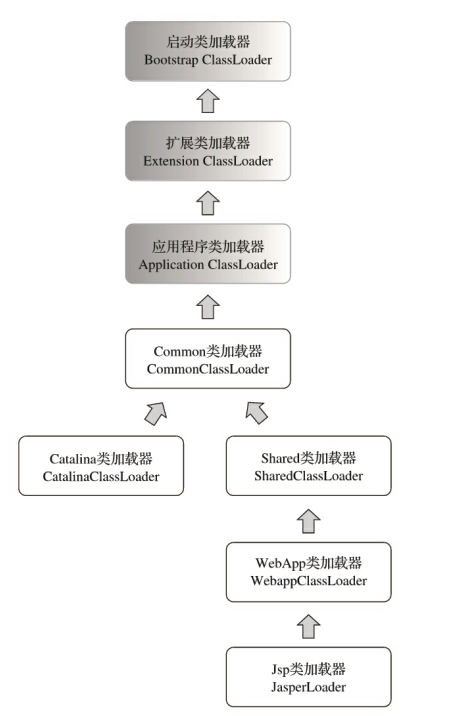 启动类加载器
Bootstrap ClassLoader
扩展类加载器
Extension ClassLoader
应用程序类加载器
Application ClassLoader
Common类加载器
CommonClassLoader
Catalina类加载器
CatalinaClassLoader
Shared类加载器
SharedClassLoader
WebApp类加载器
WebappClassLoader
Jsp类加载器
JasperLoader